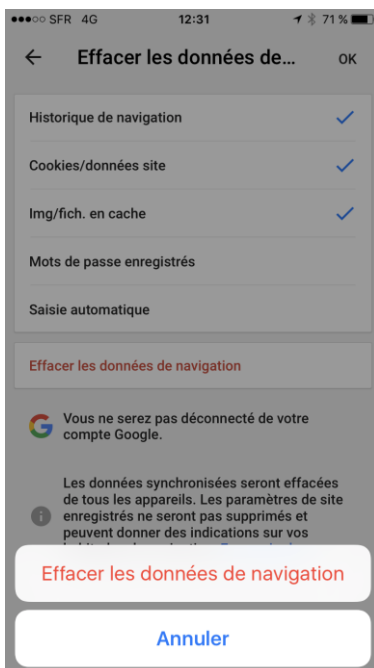 SFR 4G 12:31 71 %
Effacer les données de... OK
Historique de navigation
Cookies/données site
Img/fich. en cache
Mots de passe enregistrés
Saisie automatique
Effacer les données de navigation
Vous ne serez pas déconnecté de votre
compte Google.
Les données synchronisées seront effacées
de tous les appareils. Les paramètres de site
enregistrés ne seront pas supprimés et
peuvent donner des indications sur vos
Effacer les données de navigation
Annuler